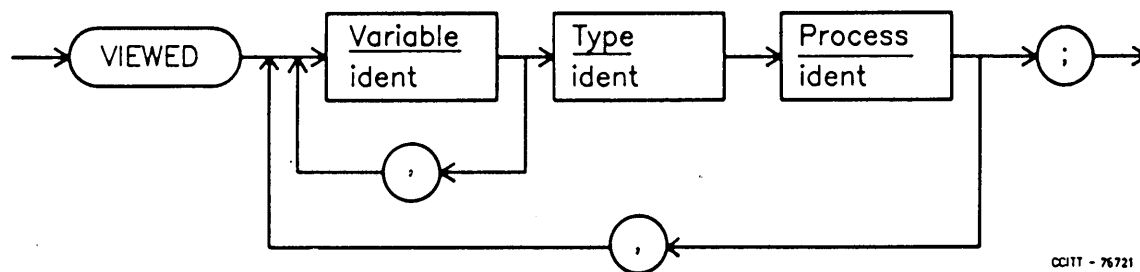 VIEWED
Variable
ident
Type
ident
Process
ident
;
,
,
CCITT - 76721